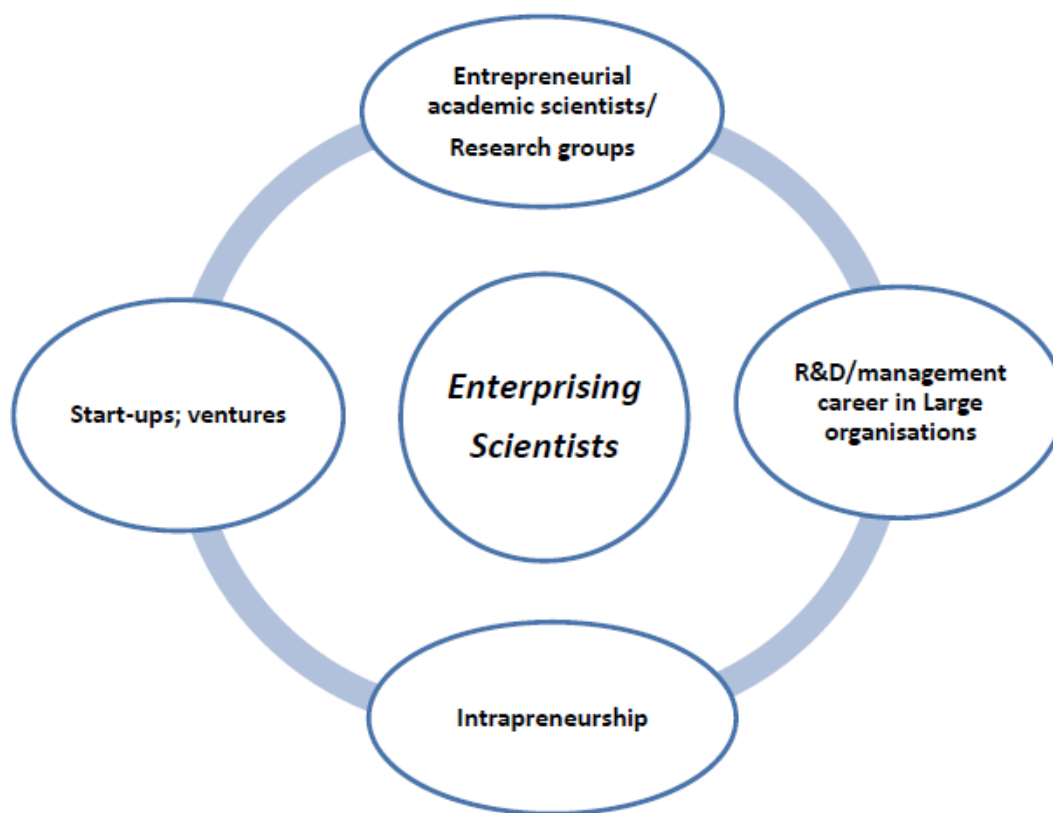 Entrepreneurial
academic scientists/
Research groups
Start-ups; ventures
Enterprising
Scientists
R&D/management
career in Large
organisations
Intrapreneurship